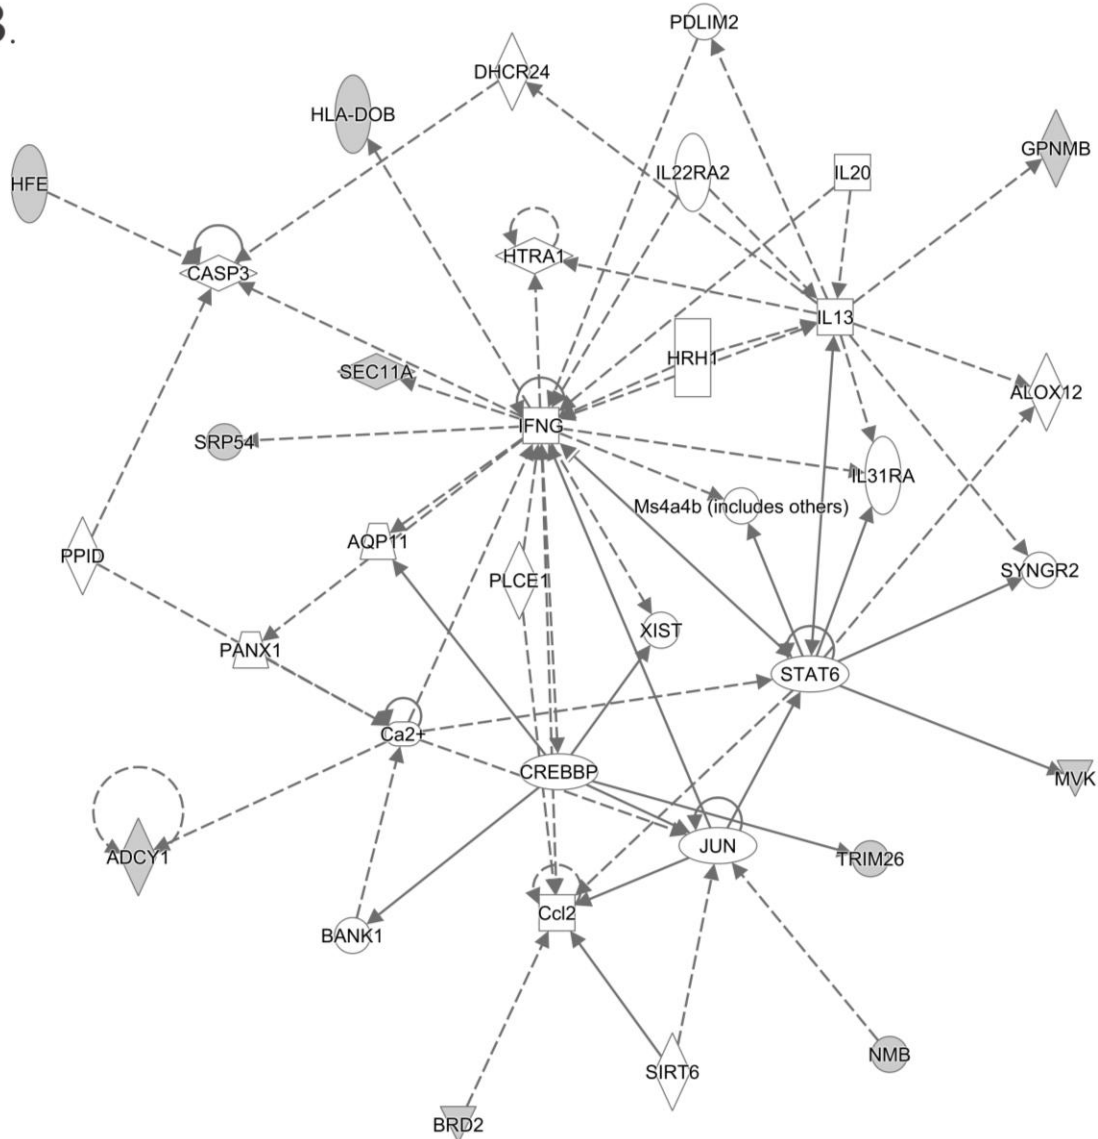 B.
PDLIM2
DHCR24
HLA-DOB
GPNMB
IL22RA2
IL20
HFE
HTRA1
CASP3
IL13
HRH1
SEC11A
ALOX12
IFNG
SRP54
IL31RA
Ms4a4b (includes others)
AQP11
PPID
SYNGR2
PLCE1
XIST
PANX1
STAT6
Ca2+
CREBBP
MVK
JUN
ADCY1
TRIM26
Ccl2
BANK1
NMB
SIRT6
BRD2